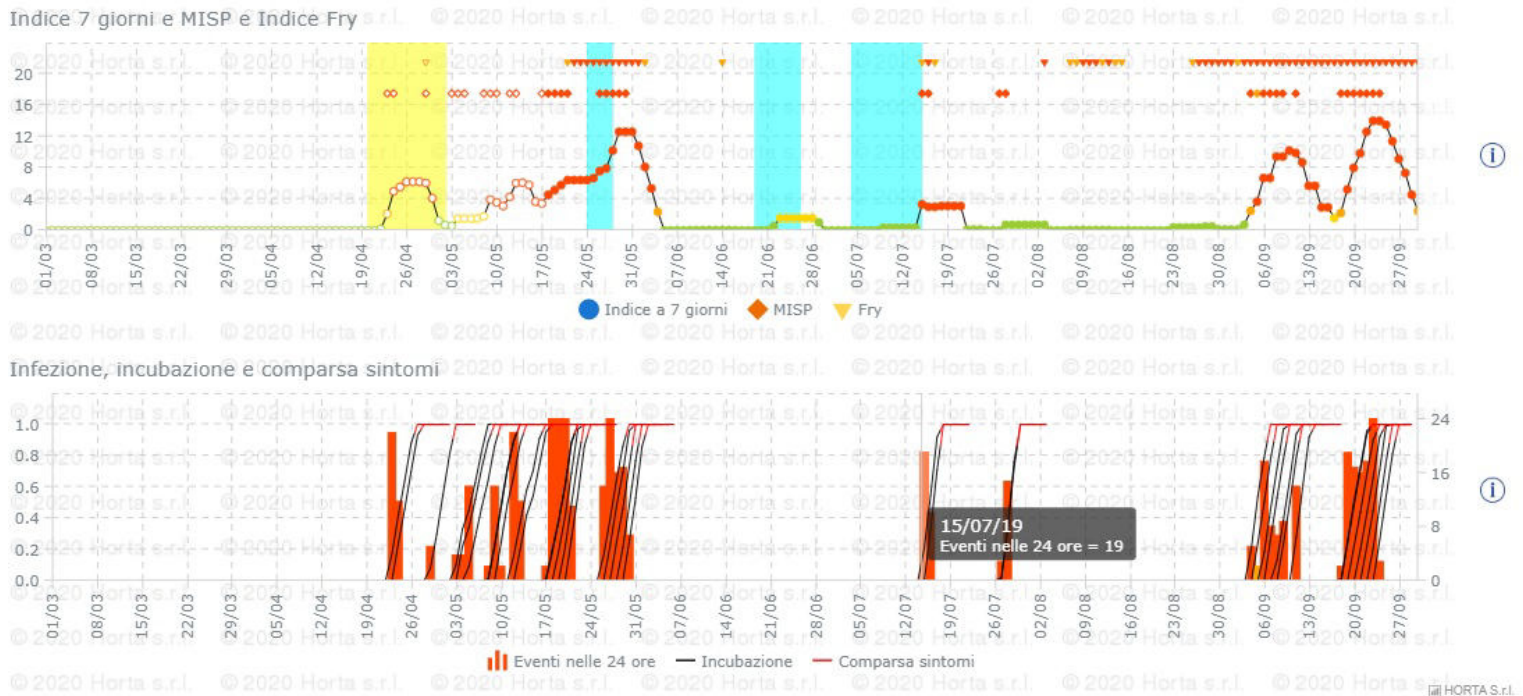 Indice 7 giorni e MISP e Indice Fry
20
16
12
8
4
0
01/03 08/03 15/03 22/03 29/03 05/04 12/04 19/04 26/04 03/05 10/05 17/05 24/05 31/05 07/06 14/06 21/06 28/06 05/07 12/07 19/07 26/07 02/08 09/08 16/08 23/08 30/08 06/09 13/09 20/09 27/09
Indice a 7 giorni MISP Fry
Infezione, incubazione e comparsa sintomi
1.0 24
0.8
0.6 16
0.4
0.2 8
0.0 0
15/07/19
Eventi nelle 24 ore = 19
01/03 08/03 15/03 22/03 29/03 05/04 12/04 19/04 26/04 03/05 10/05 17/05 24/05 31/05 07/06 14/06 21/06 28/06 05/07 12/07 19/07 26/07 02/08 09/08 16/08 23/08 30/08 06/09 13/09 20/09 27/09
Eventi nelle 24 ore Incubazione Comparsa sintomi
© 2020 Horta s.r.l.
HORTA S.r.l.